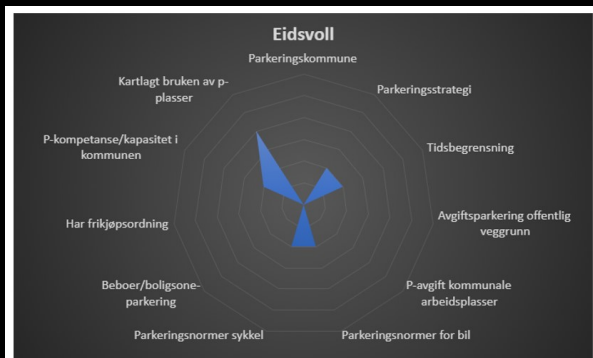 Eidsvoll
Parkeringskommune
Parkeringsstrategi
Tidsbegrensning
Avgiftsparkering offentlig
veggrunn
P-avgift kommunale
arbeidsplasser
Parkeringsnormer for bil
Parkeringsnormer sykkel
Beboer/boligsone-
parkering
Har frikjøpsordning
P-kompetanse/kapasitet i
kommunen
Kartlagt bruken av p-
plasser